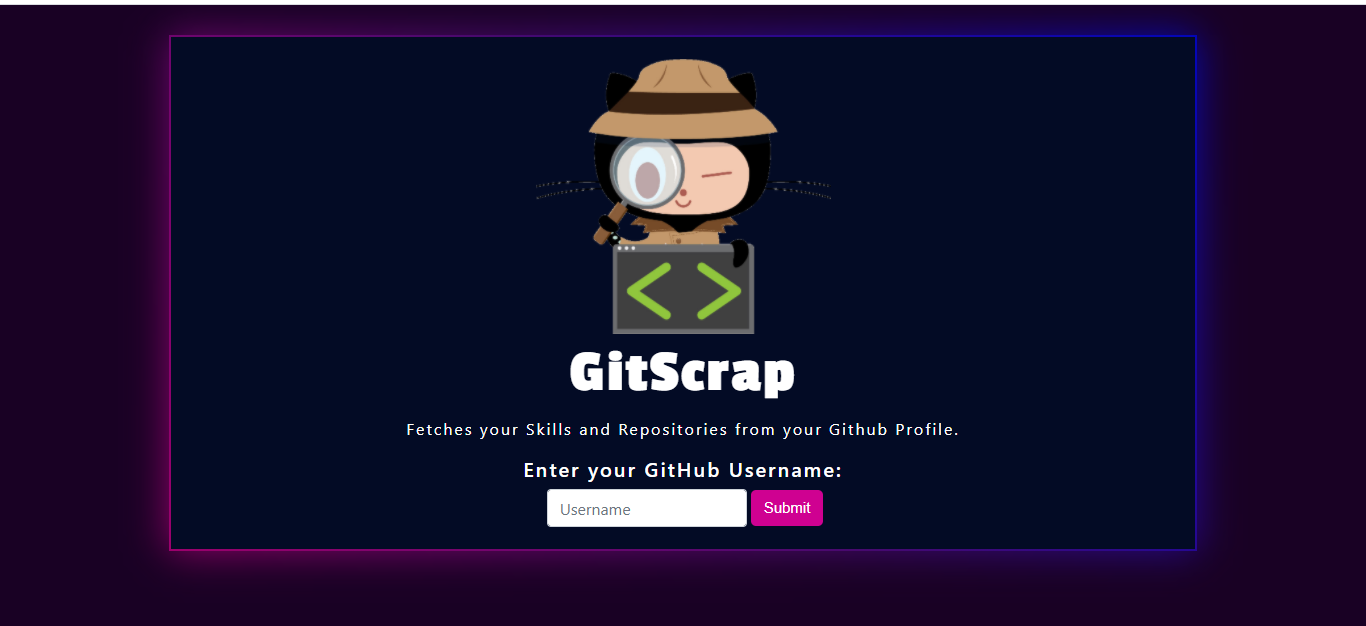 GitScrap
Fetches your Skills and Repositories from your Github Profile.
Enter your GitHub Username:
Username Submit